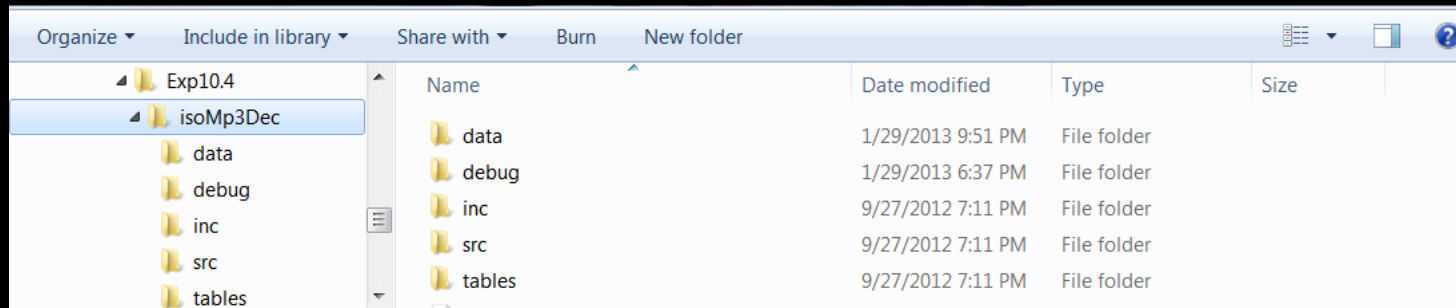 Organize Include in library Share with Burn New folder
Exp10.4
isoMp3Dec
data
debug
inc
src
tables
Name Date modified Type Size
data 1/29/2013 9:51 PM File folder
debug 1/29/2013 6:37 PM File folder
inc 9/27/2012 7:11 PM File folder
src 9/27/2012 7:11 PM File folder
tables 9/27/2012 7:11 PM File folder